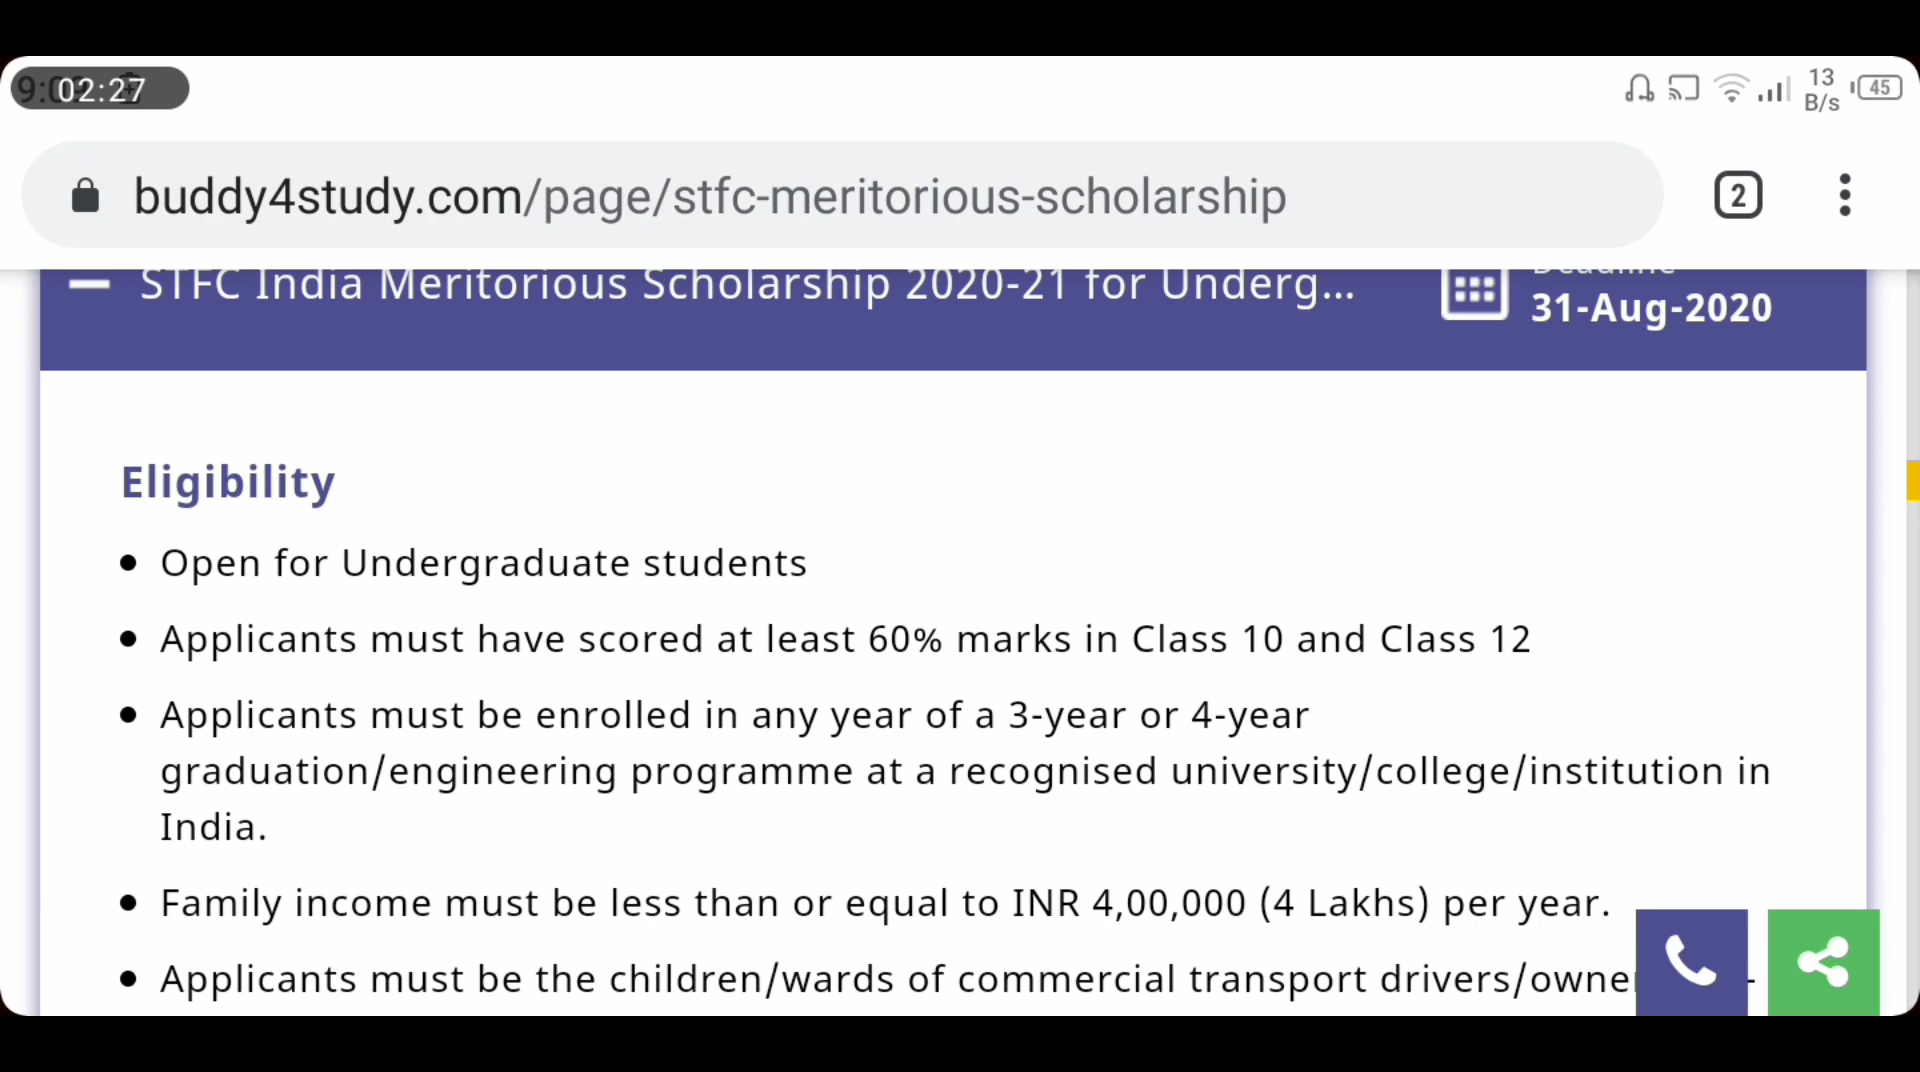 02:27
13
B/s
45
buddy4study.com/page/stfc-meritorious-scholarship
2
STFC India Meritorious Scholarship 2020-21 for Underg...
Deadline
31-Aug-2020
Eligibility
Open for Undergraduate students
Applicants must have scored at least 60% marks in Class 10 and Class 12
Applicants must be enrolled in any year of a 3-year or 4-year
graduation/engineering programme at a recognised university/college/institution in
India.
Family income must be less than or equal to INR 4,00,000 (4 Lakhs) per year.
Applicants must be the children/wards of commercial transport